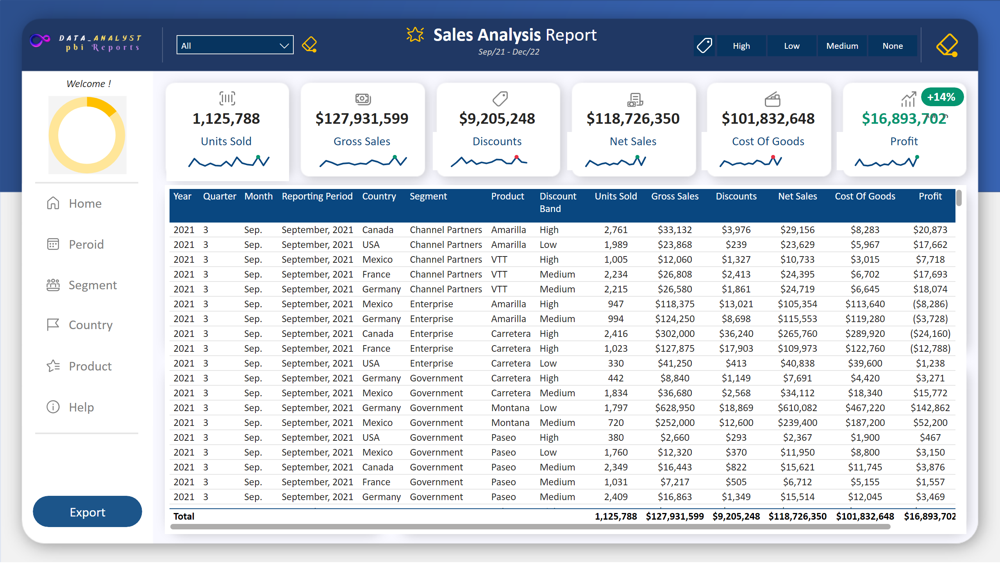 DATA_ANALYST
pbi Reports
All
Sales Analysis Report
Sep/21 - Dec/22
High Low Medium None
Welcome !
Home
Peroid
Segment
Country
Product
Help
Export
1,125,788
Units Sold
$127,931,599
Gross Sales
$9,205,248
Discounts
$118,726,350
Net Sales
$101,832,648
Cost Of Goods
+14%
$16,893,702
Profit
Year Quarter Month Reporting Period Country Segment Product Discount Band Units Sold Gross Sales Discounts Net Sales Cost Of Goods Profit
2021 3 Sep. September, 2021 Canada Channel Partners Amarilla High 2,761 $33,132 $3,976 $29,156 $8,283 $20,873
2021 3 Sep. September, 2021 USA Channel Partners Amarilla Low 1,989 $23,868 $239 $23,629 $5,967 $17,662
2021 3 Sep. September, 2021 Mexico Channel Partners VTT High 1,005 $12,060 $1,327 $10,733 $3,015 $7,718
2021 3 Sep. September, 2021 France Channel Partners VTT Medium 2,234 $26,808 $2,413 $24,395 $6,702 $17,693
2021 3 Sep. September, 2021 Germany Channel Partners VTT Medium 2,215 $26,580 $1,861 $24,719 $6,645 $18,074
2021 3 Sep. September, 2021 Mexico Enterprise Amarilla High 947 $118,375 $13,021 $105,354 $113,640 ($8,286)
2021 3 Sep. September, 2021 Germany Enterprise Amarilla Medium 994 $124,250 $8,698 $115,553 $119,280 ($3,728)
2021 3 Sep. September, 2021 Canada Enterprise Carretera High 2,416 $302,000 $36,240 $265,760 $289,920 ($24,160)
2021 3 Sep. September, 2021 France Enterprise Carretera High 1,023 $127,875 $17,903 $109,973 $122,760 ($12,788)
2021 3 Sep. September, 2021 USA Enterprise Carretera Low 330 $41,250 $413 $40,838 $39,600 $1,238
2021 3 Sep. September, 2021 Germany Government Carretera High 442 $8,840 $1,149 $7,691 $4,420 $3,271
2021 3 Sep. September, 2021 Mexico Government Carretera Medium 1,834 $36,680 $2,568 $34,112 $18,340 $15,772
2021 3 Sep. September, 2021 Germany Government Montana Low 1,797 $628,950 $18,869 $610,082 $467,220 $142,862
2021 3 Sep. September, 2021 Mexico Government Montana Medium 720 $252,000 $12,600 $239,400 $187,200 $52,200
2021 3 Sep. September, 2021 USA Government Paseo High 380 $2,660 $293 $2,367 $1,900 $467
2021 3 Sep. September, 2021 Mexico Government Paseo Low 1,760 $12,320 $370 $11,950 $8,800 $3,150
2021 3 Sep. September, 2021 Canada Government Paseo Medium 2,349 $16,443 $822 $15,621 $11,745 $3,876
2021 3 Sep. September, 2021 France Government Paseo Medium 1,031 $7,217 $505 $6,712 $5,155 $1,557
2021 3 Sep. September, 2021 Germany Government Paseo Medium 2,409 $16,863 $1,349 $15,514 $12,045 $3,469
Total 1,125,788 $127,931,599 $9,205,248 $118,726,350 $101,832,648 $16,893,702